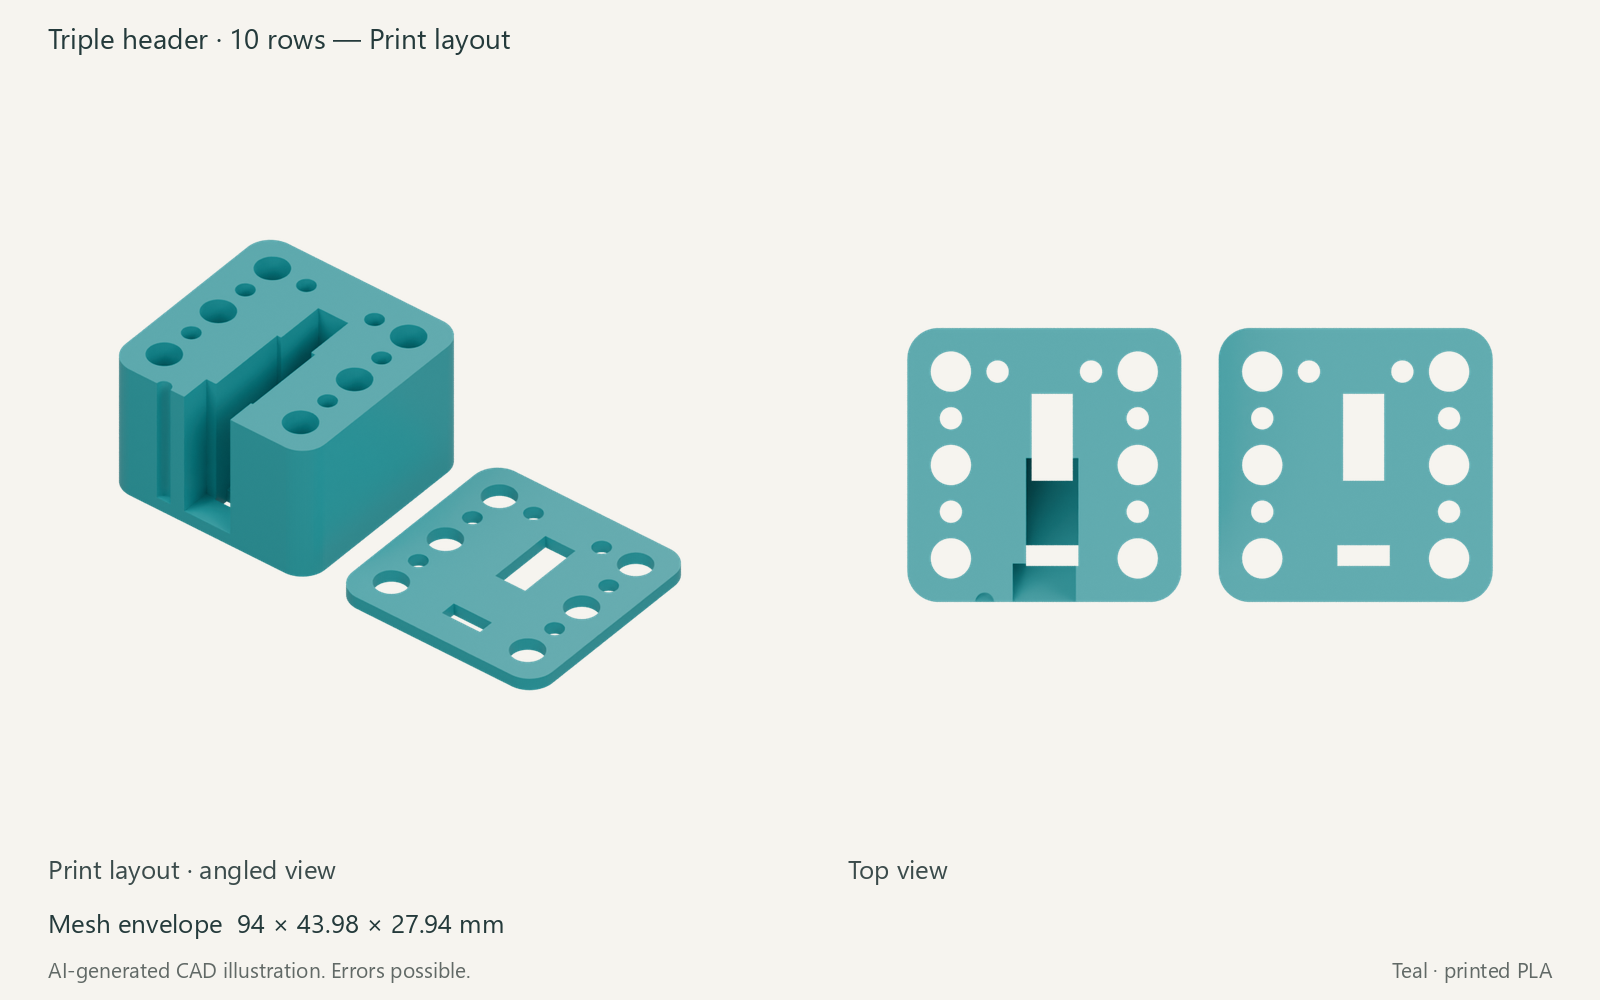 Triple header · 10 rows — Print layout
Print layout · angled view
Top view
Mesh envelope  94 × 43.98 × 27.94 mm
AI-generated CAD illustration. Errors possible.
Teal · printed PLA